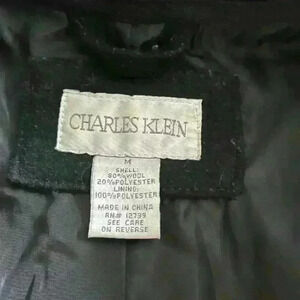 CHARLES KLEIN
M
SHELL:
80% WOOL
20% POLYESTER
LINING:
100% POLYESTER
MADE IN CHINA
RN# 12739
SEE CARE
ON REVERSE